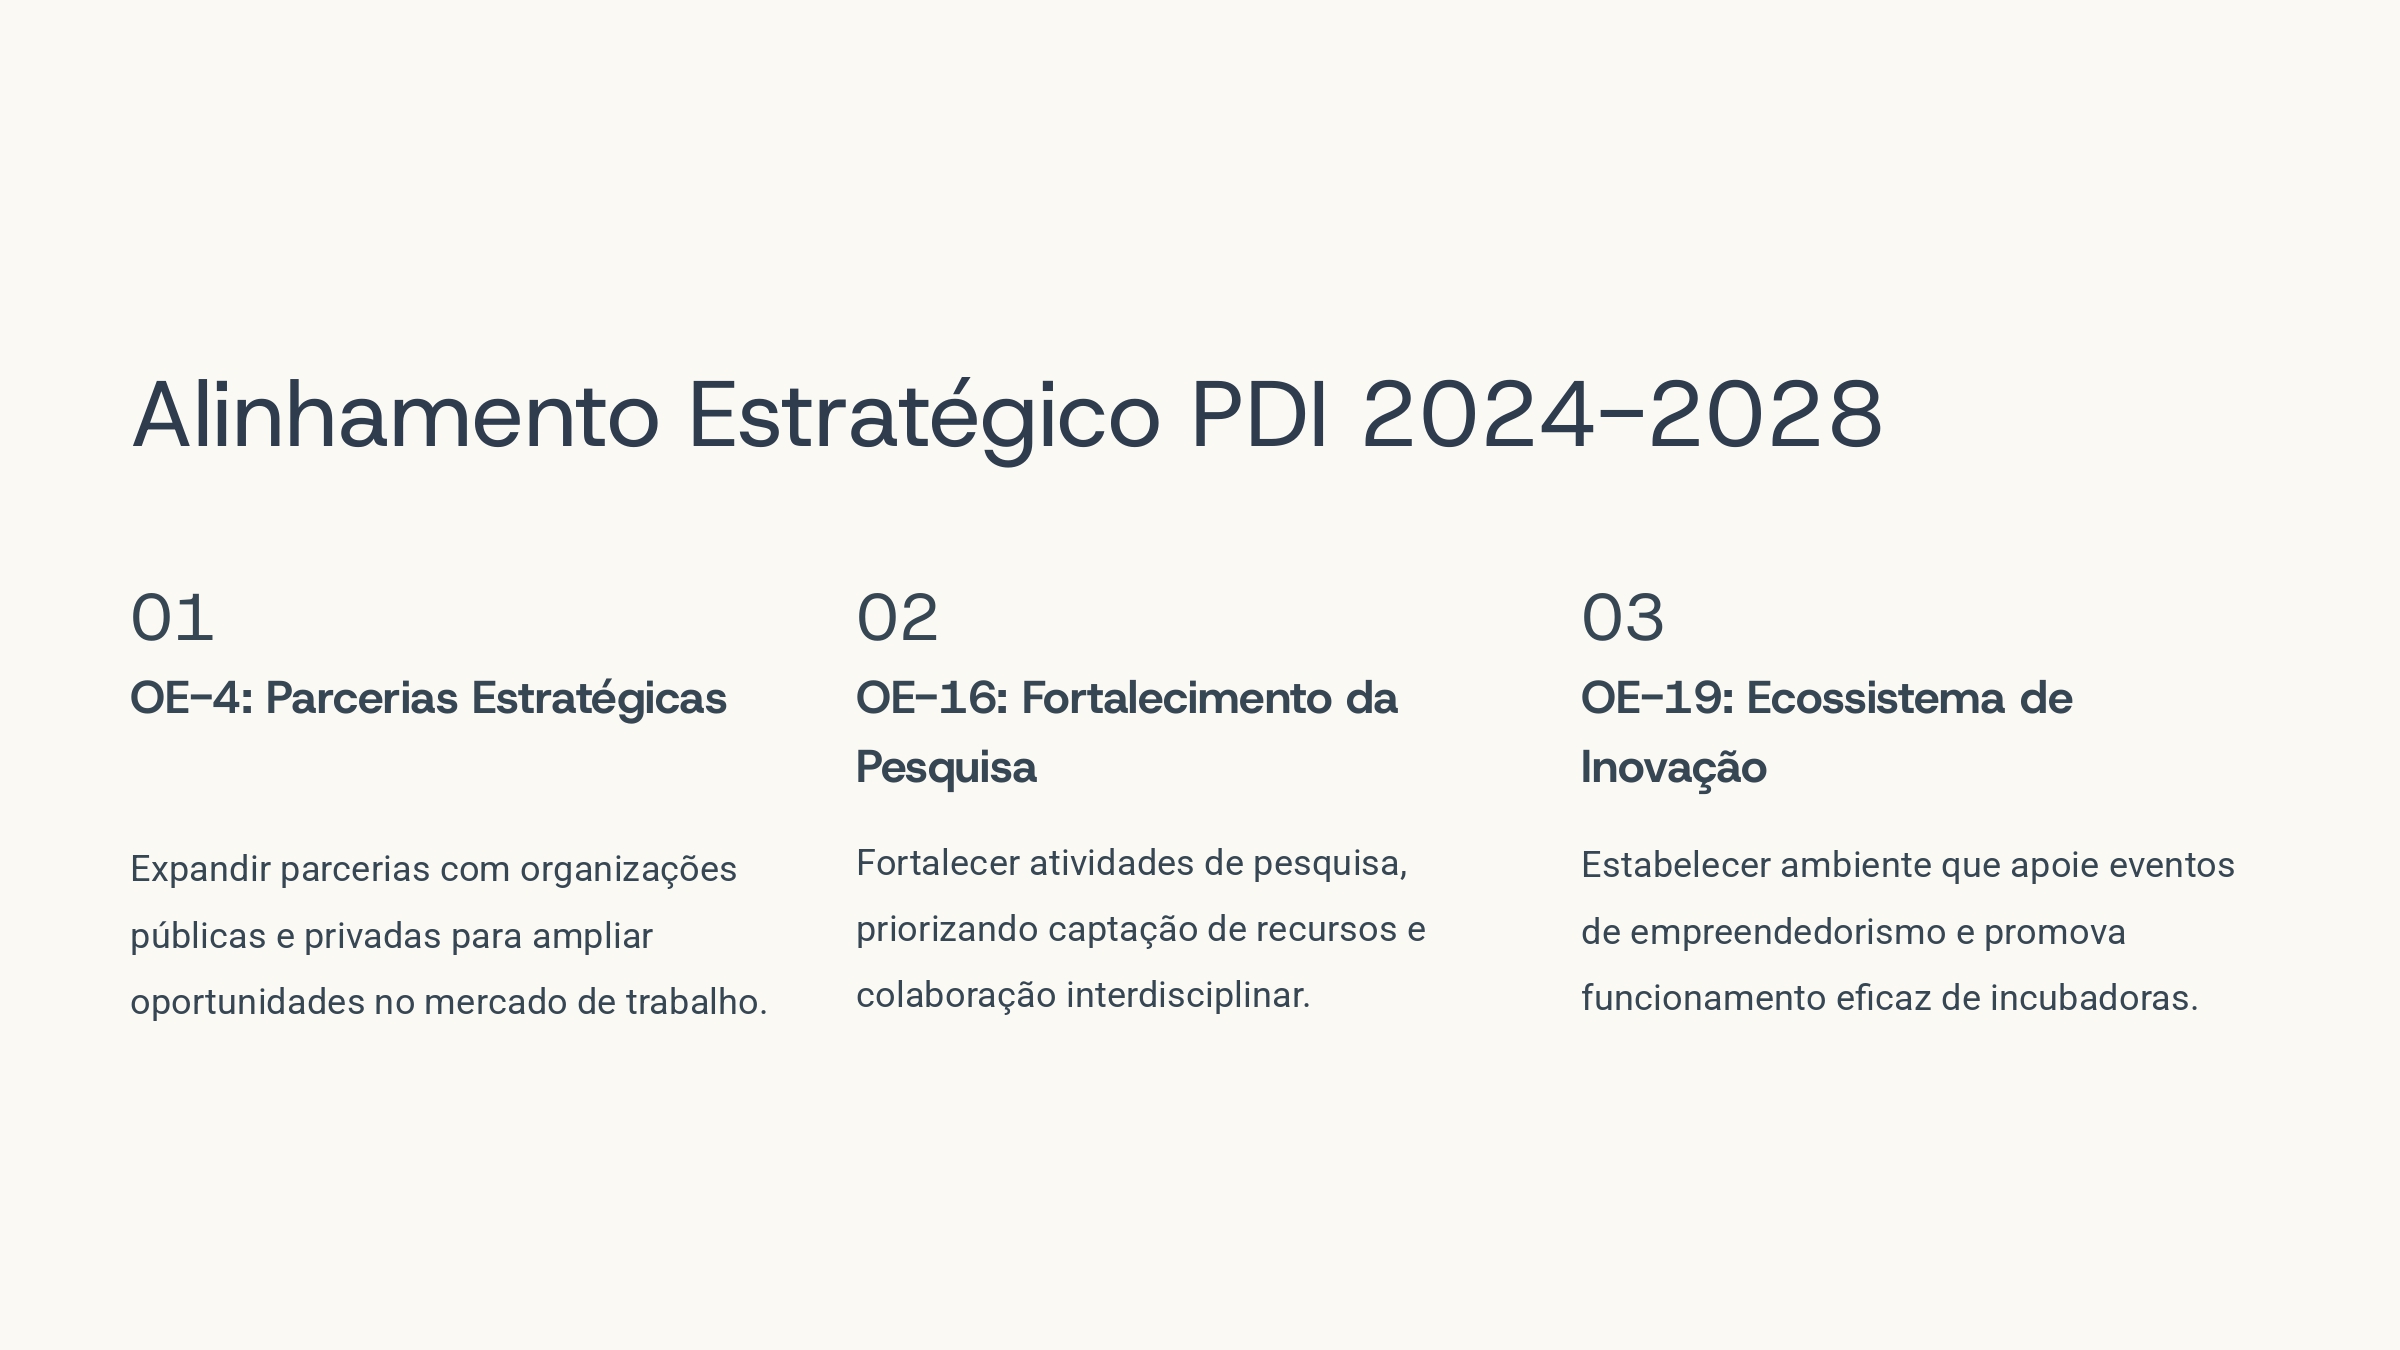 Alinhamento Estratégico PDI 2024-2028
01
OE-4: Parcerias Estratégicas
Expandir parcerias com organizações
públicas e privadas para ampliar
oportunidades no mercado de trabalho.
02
OE-16: Fortalecimento da
Pesquisa
Fortalecer atividades de pesquisa,
priorizando captação de recursos e
colaboração interdisciplinar.
03
OE-19: Ecossistema de
Inovação
Estabelecer ambiente que apoie eventos
de empreendedorismo e promova
funcionamento eficaz de incubadoras.